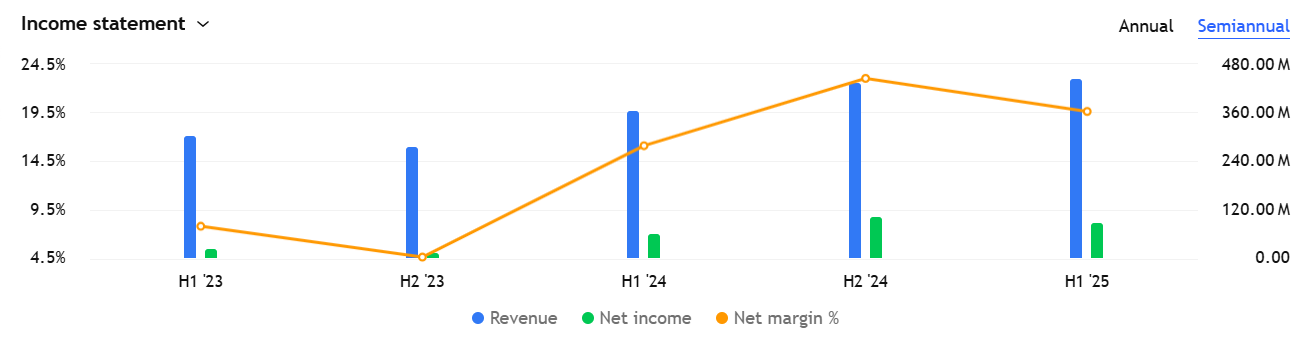 Income statement
Annual Semiannual
24.5% 480.00 M
19.5% 360.00 M
14.5% 240.00 M
9.5% 120.00 M
4.5% 0.00
H1 '23 H2 '23 H1 '24 H2 '24 H1 '25
Revenue Net income Net margin %